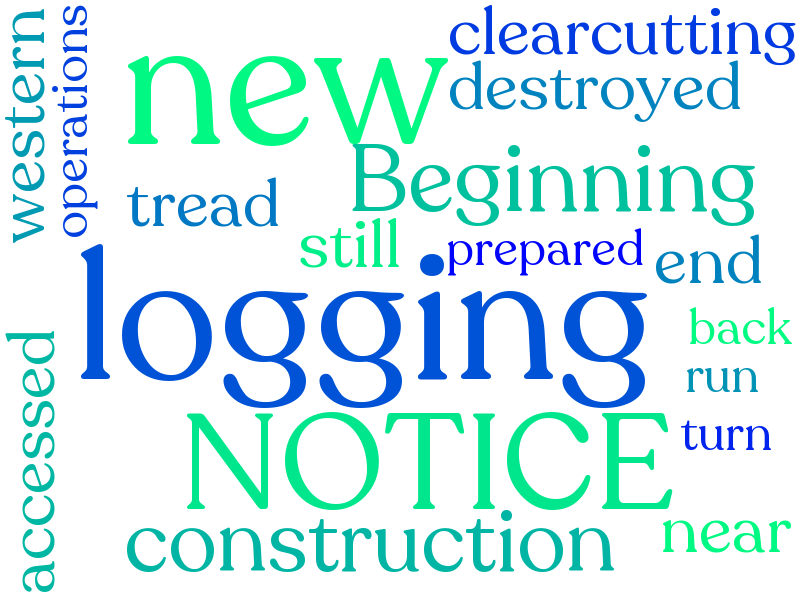 western
operations
new
clearcutting
destroyed
Beginning
tread
still
prepared
end
logging
back
run
accessed
NOTICE
turn
construction
near